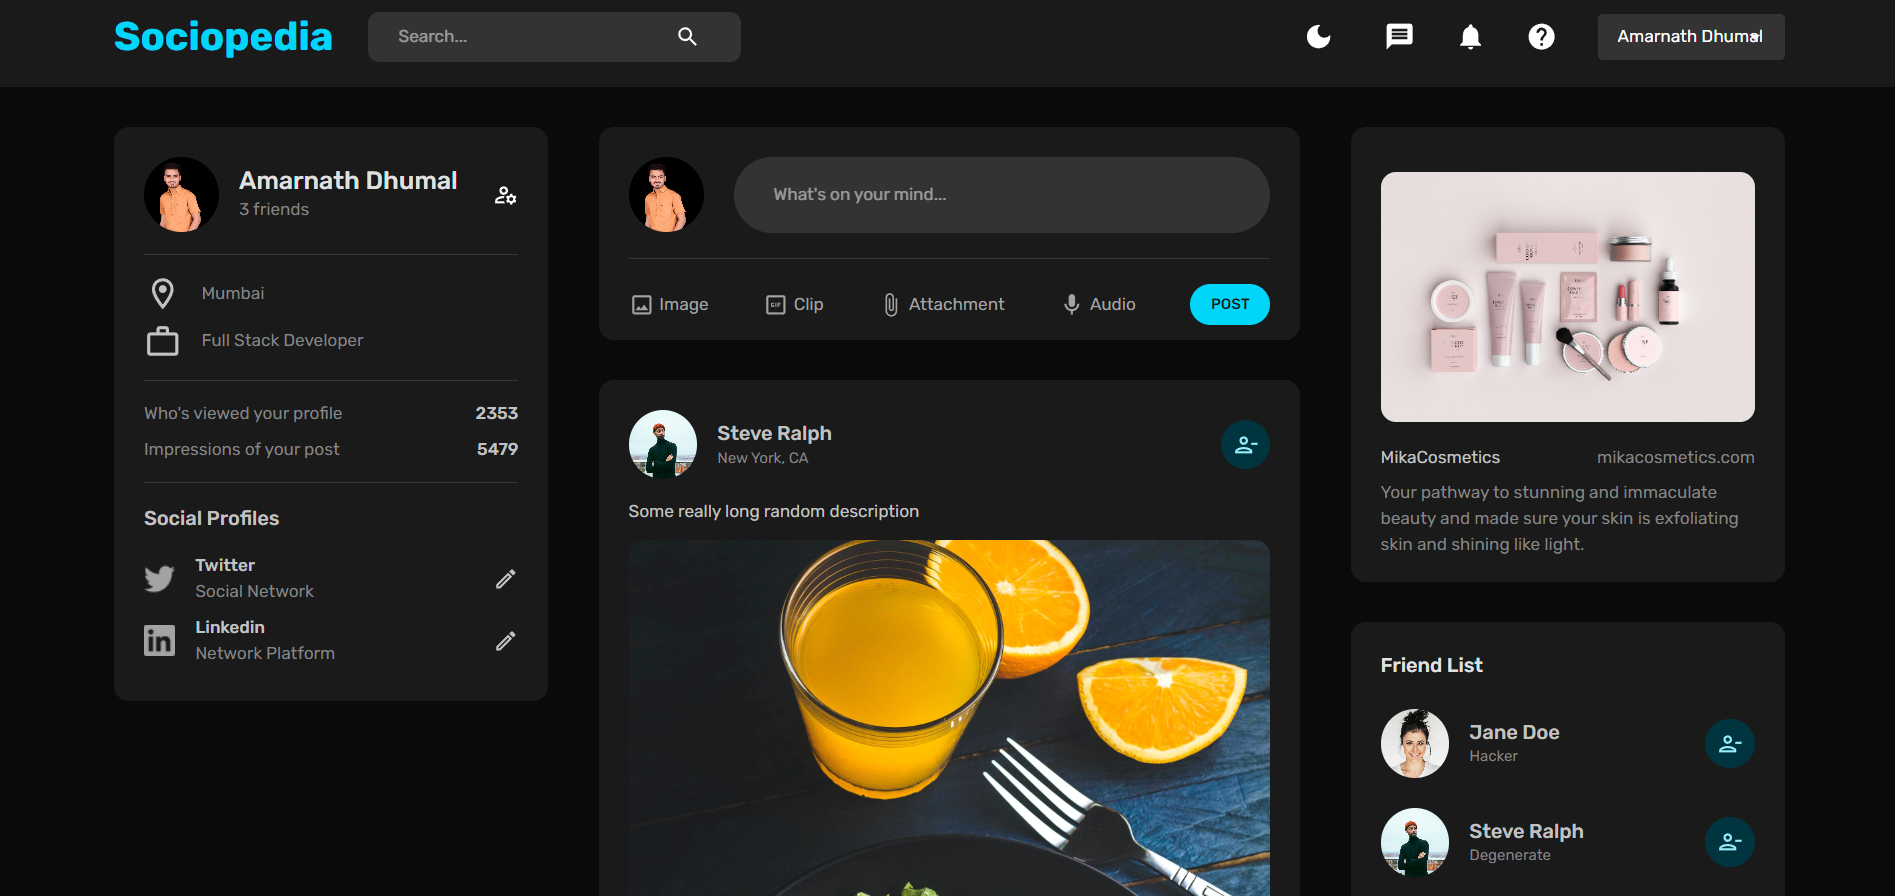 Sociopedia
Search...
Amarnath Dhumal
Amarnath Dhumal
3 friends
Mumbai
Full Stack Developer
Who's viewed your profile 2353
Impressions of your post 5479
Social Profiles
Twitter
Social Network
Linkedin
Network Platform
What's on your mind...
Image
GIF Clip
Attachment
Audio
POST
Steve Ralph
New York, CA
Some really long random description
MikaCosmetics mikacosmetics.com
Your pathway to stunning and immaculate
beauty and made sure your skin is exfoliating
skin and shining like light.
Friend List
Jane Doe
Hacker
Steve Ralph
Degenerate